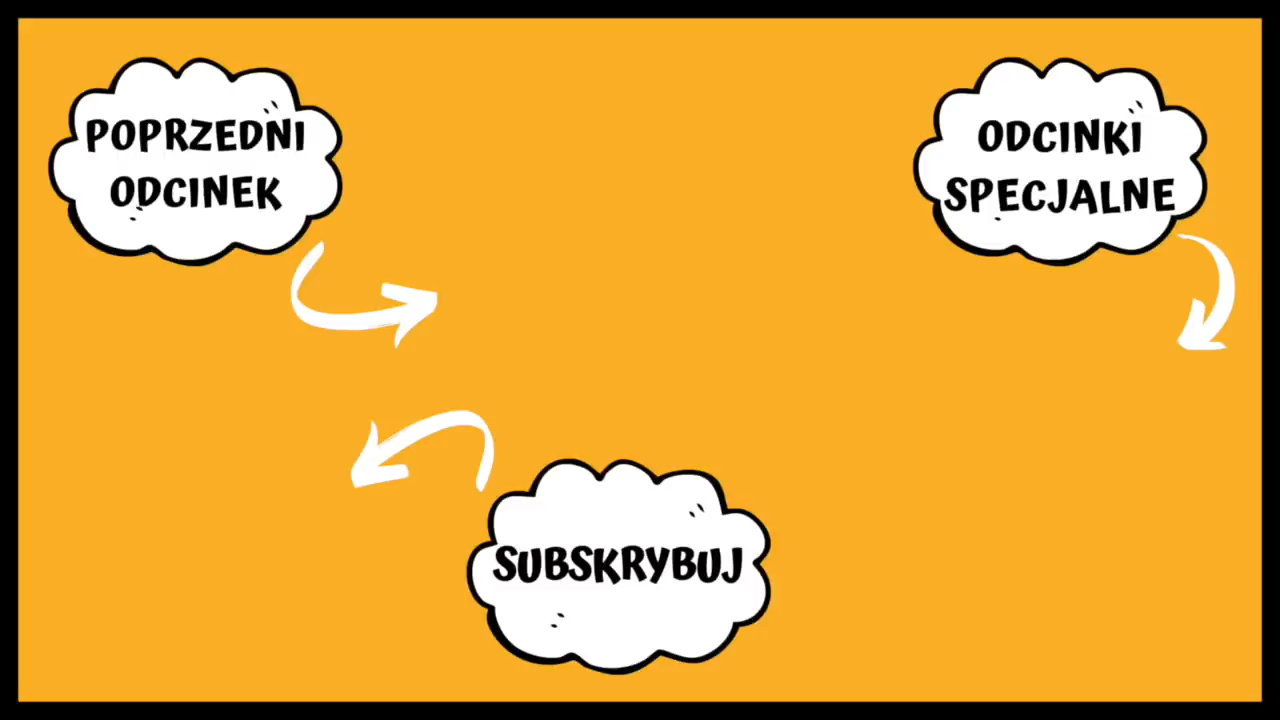 POPRZEDNI
ODCINEK
ODCINKI
SPECJALNE
SUBSKRYBUJ